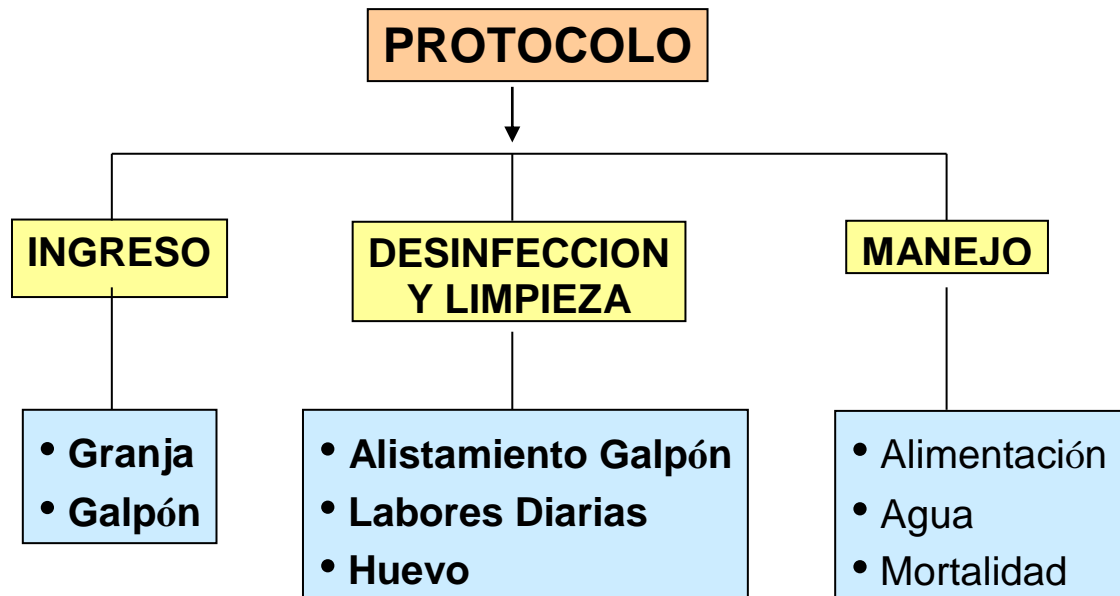 PROTOCOLO
INGRESO
DESINFECCION
Y LIMPIEZA
MANEJO
• Granja
• Galpón
• Alistamiento Galpón
• Labores Diarias
• Huevo
• Alimentación
• Agua
• Mortalidad